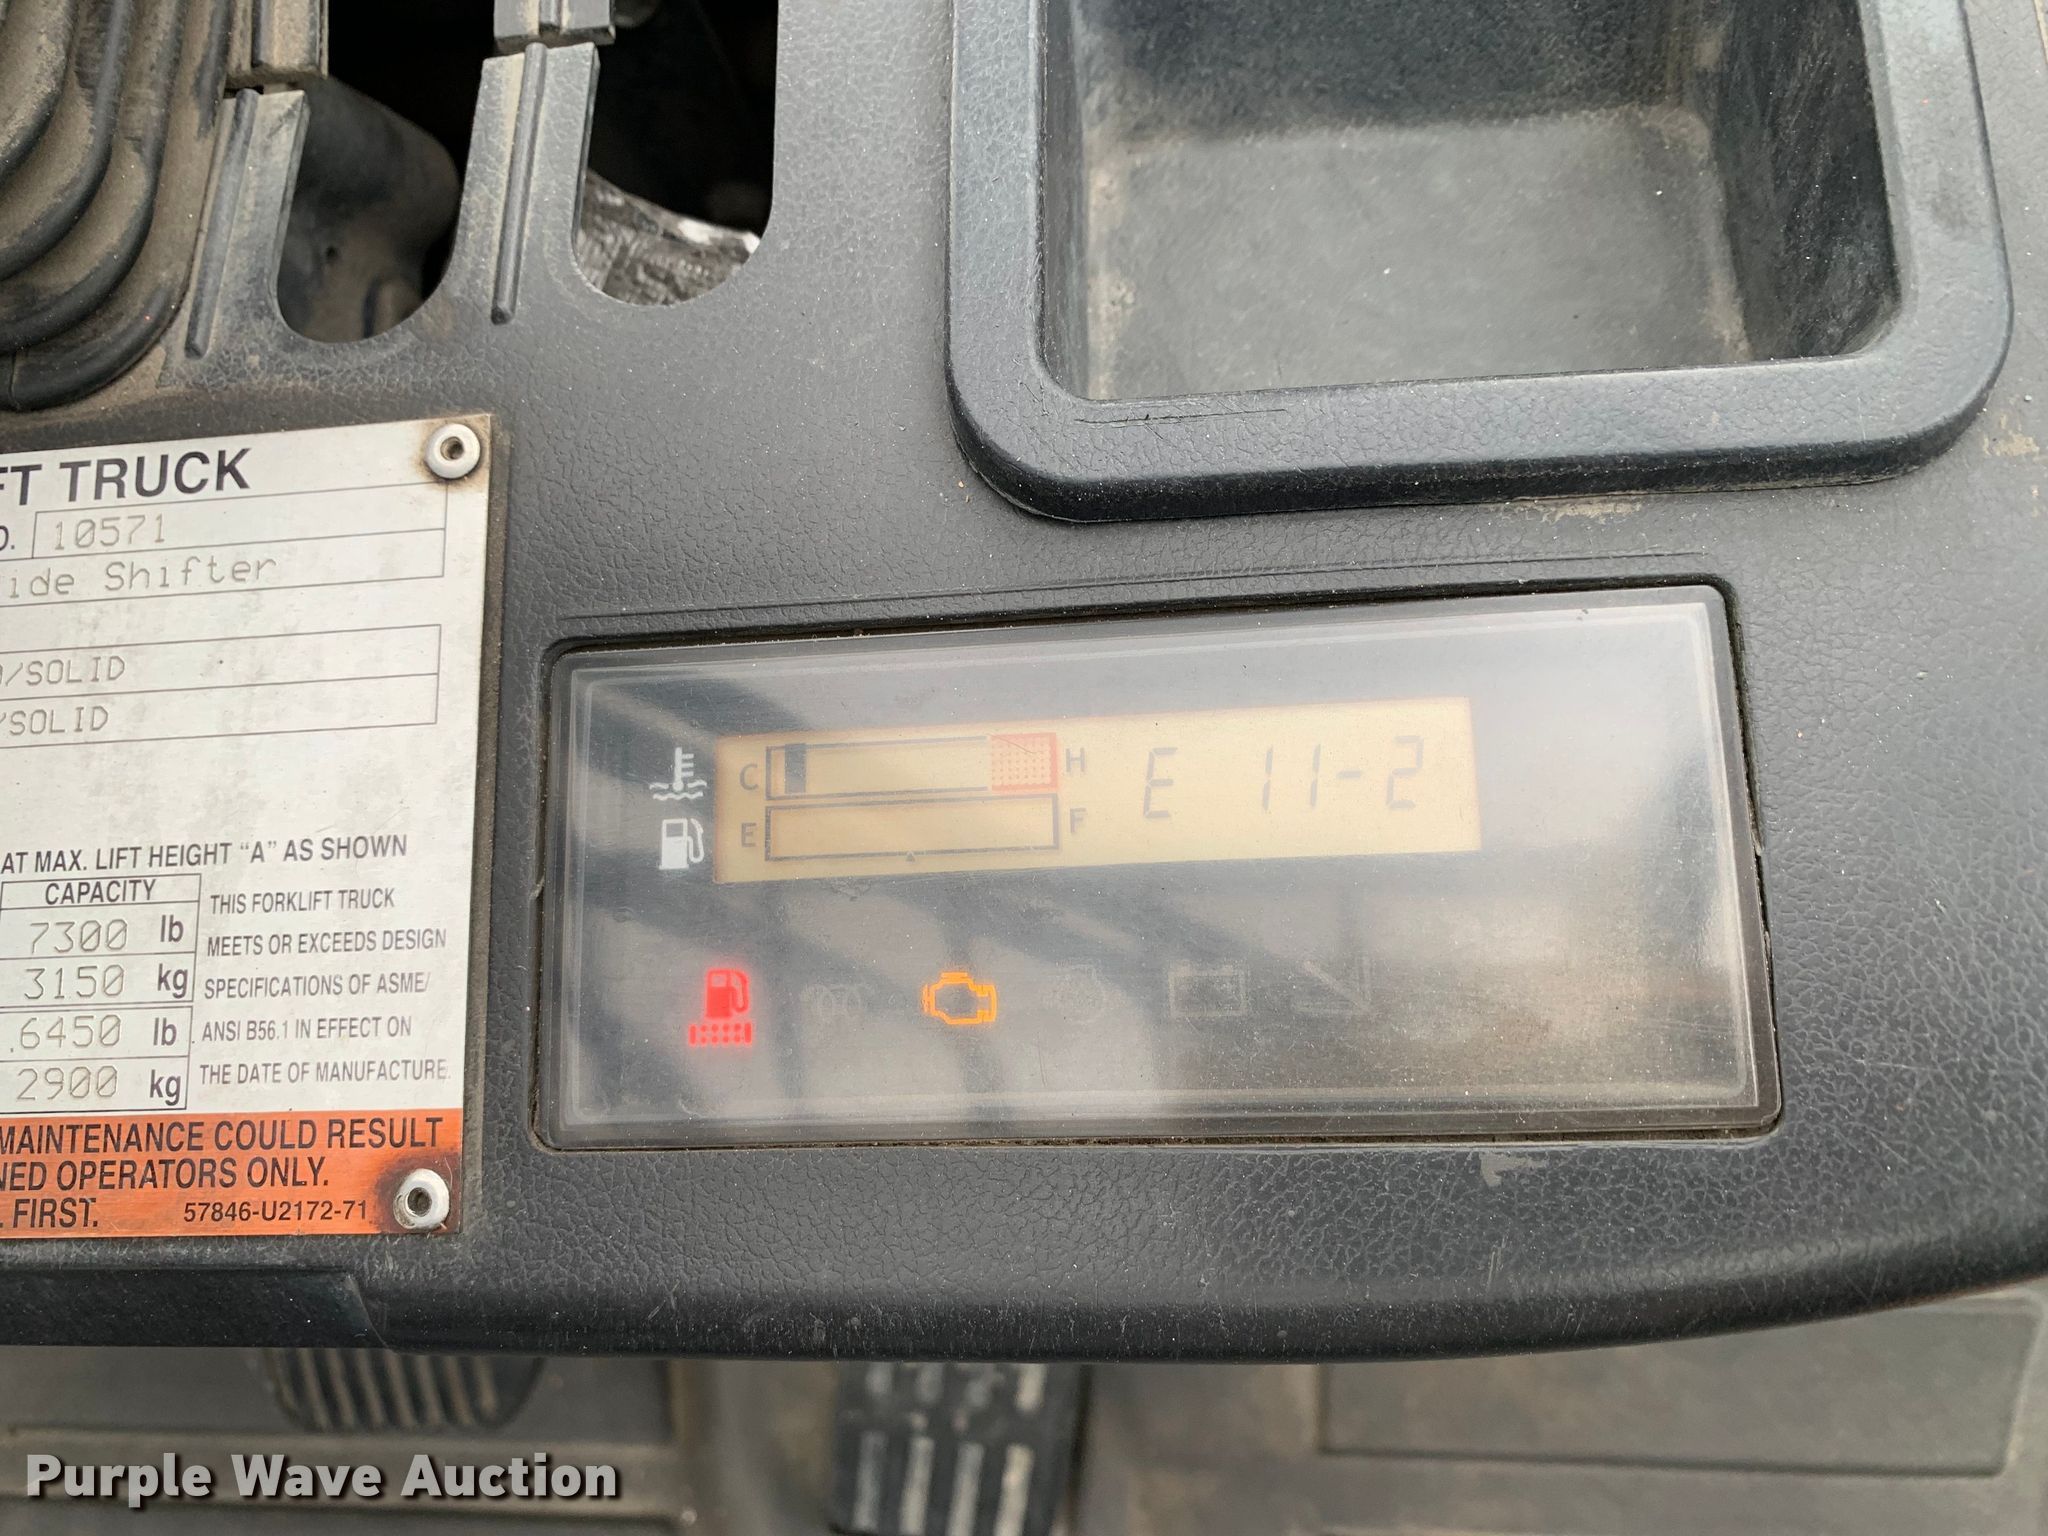 FT TRUCK
10571
ide Shifter
/SOLID
/SOLID
AT MAX. LIFT HEIGHT "A" AS SHOWN
CAPACITY
7300 lb
3150 kg
6450 lb
2900 kg
THIS FORKLIFT TRUCK
MEETS OR EXCEEDS DESIGN
SPECIFICATIONS OF ASME/
ANSI B56.1 IN EFFECT ON
THE DATE OF MANUFACTURE.
MAINTENANCE COULD RESULT
NED OPERATORS ONLY.
. FIRST.
57846-U2172-71
C H
E F
E 11-2
Purple Wave Auction